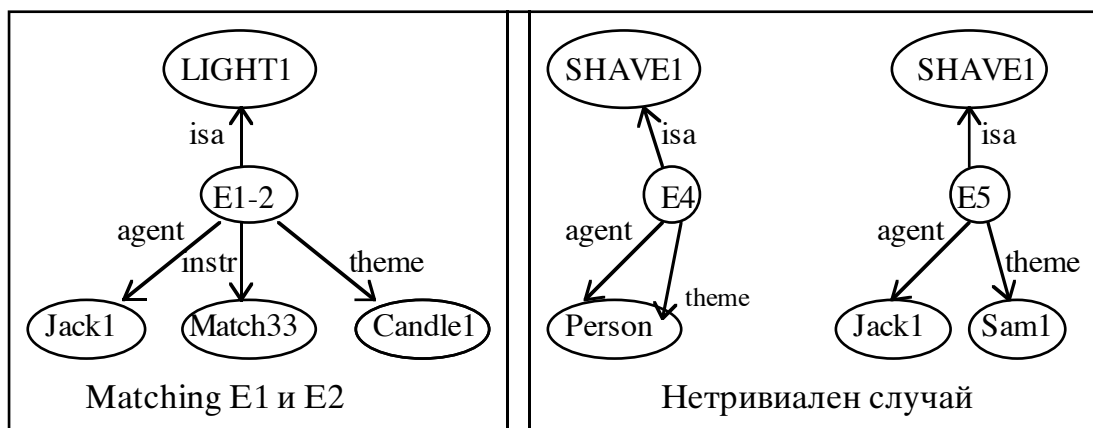 LIGHT1
isa
E1-2
agent
instr
theme
Jack1
Match33
Candle1
Matching E1 и E2
SHAVE1
SHAVE1
isa
isa
E4
E5
agent
theme
agent
theme
Person
Jack1
Sam1
Нетривиален случай